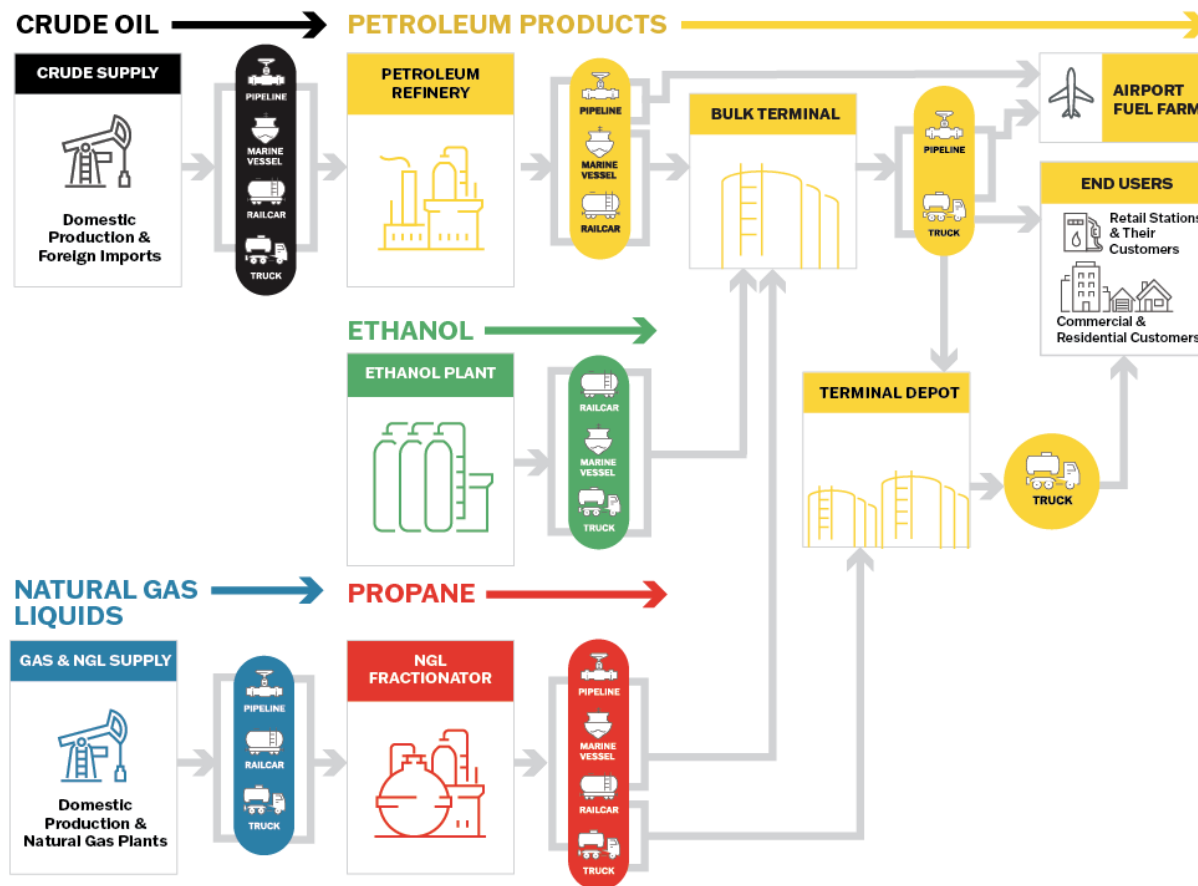 CRUDE OIL
PETROLEUM PRODUCTS
CRUDE SUPPLY
Domestic
Production &
Foreign Imports
PIPELINE
MARINE
VESSEL
RAILCAR
TRUCK
PETROLEUM
REFINERY
PIPELINE
MARINE
VESSEL
RAILCAR
BULK TERMINAL
PIPELINE
TRUCK
AIRPORT
FUEL FARM
END USERS
Retail Stations
& Their
Customers
Commercial &
Residential Customers
ETHANOL
ETHANOL PLANT
RAILCAR
MARINE
VESSEL
TRUCK
TERMINAL DEPOT
TRUCK
NATURAL GAS
LIQUIDS
PROPANE
GAS & NGL SUPPLY
Domestic
Production &
Natural Gas Plants
PIPELINE
RAILCAR
TRUCK
NGL
FRACTIONATOR
PIPELINE
MARINE
VESSEL
RAILCAR
TRUCK